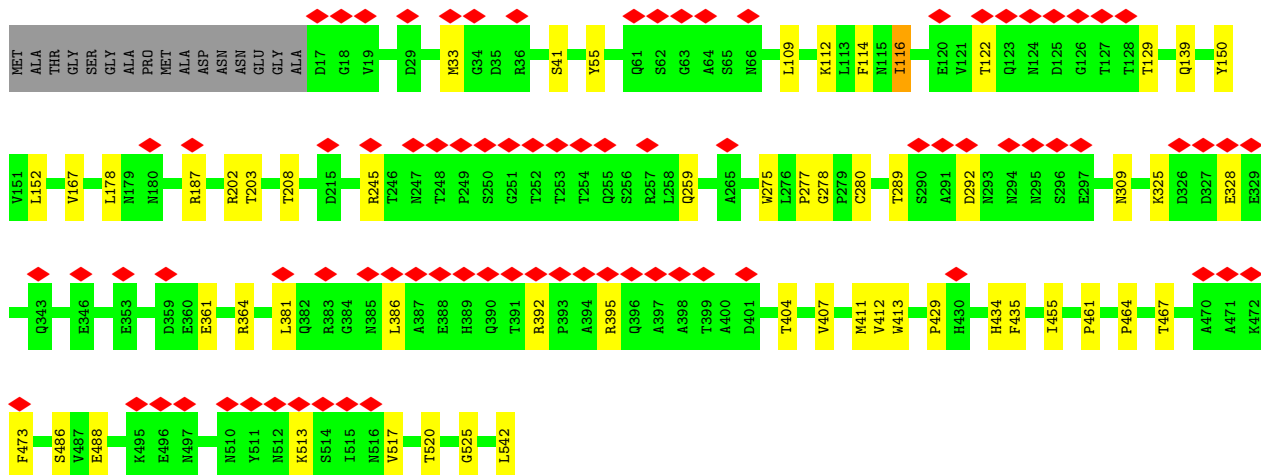 MET ALA THR GLY SER GLY ALA PRO MET ALA ASP ASN ASN GLU GLY ALA D17 G18 V19 D29 M33 G34 D35 R36 S41 Y55 Q61 S62 G63 A64 S65 N66 L109 K112 L113 F114 N115 I116 E120 V121 T122 Q123 N124 D125 G126 T127 T128 T129 Q139 Y150
V151 L152 V167 L178 N179 N180 R187 R202 T203 T208 D215 R245 T246 N247 T248 P249 S250 G251 T252 T253 T254 Q255 S256 R257 L258 Q259 A265 W275 L276 P277 G278 P279 C280 T289 S290 A291 D292 N293 N294 N295 S296 E297 N309 K325 D326 D327 E328 E329
Q343 E346 E353 D359 E360 E361 R364 L381 Q382 R383 G384 N385 L386 A387 E388 H389 Q390 T391 R392 P393 A394 R395 Q396 A397 A398 T399 A400 D401 T404 V407 M411 V412 W413 P429 H430 H434 F435 I455 P461 P464 T467 A470 A471 K472
F473 S486 V487 E488 K495 E496 N497 N510 Y511 N512 K513 S514 I515 N516 V517 T520 G525 L542